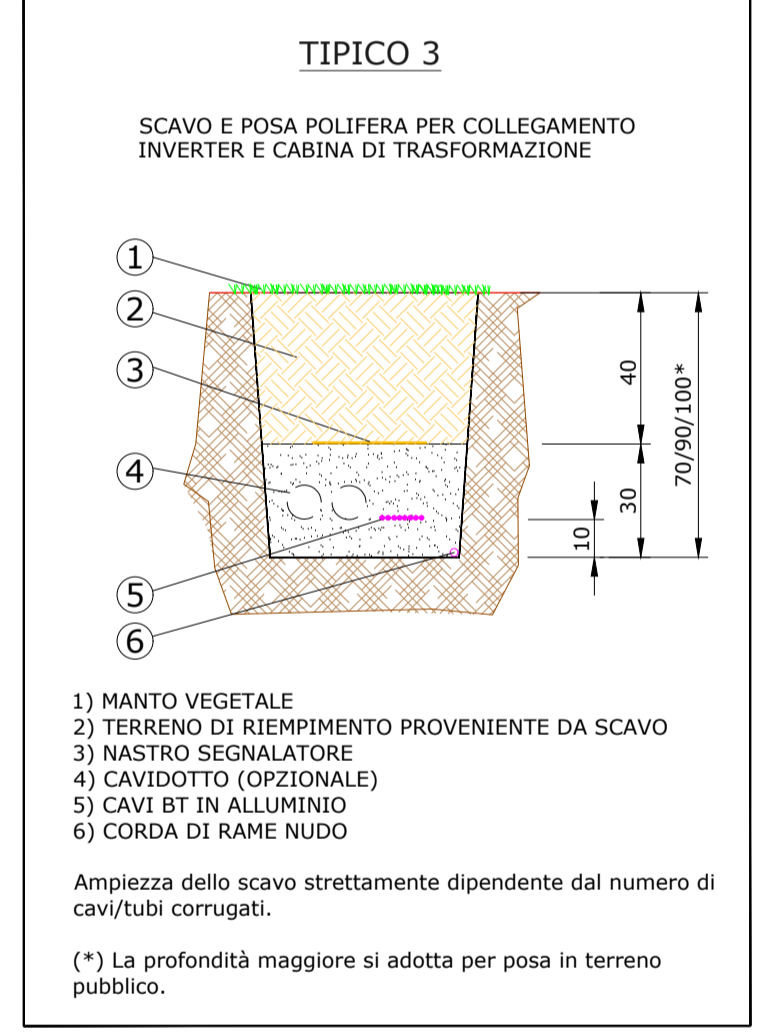 TIPICO 3
SCAVO E POSA POLIFERA PER COLLEGAMENTO
INVERTER E CABINA DI TRASFORMAZIONE
1
2
3
4
5
6
40
30
10
70/90/100*
1) MANTO VEGETALE
2) TERRENO DI RIEMPIMENTO PROVENIENTE DA SCAVO
3) NASTRO SEGNALATORE
4) CAVIDOTTO (OPZIONALE)
5) CAVI BT IN ALLUMINIO
6) CORDA DI RAME NUDO
Ampiezza dello scavo strettamente dipendente dal numero di
cavi/tubi corrugati.
(*) La profondità maggiore si adotta per posa in terreno
pubblico.